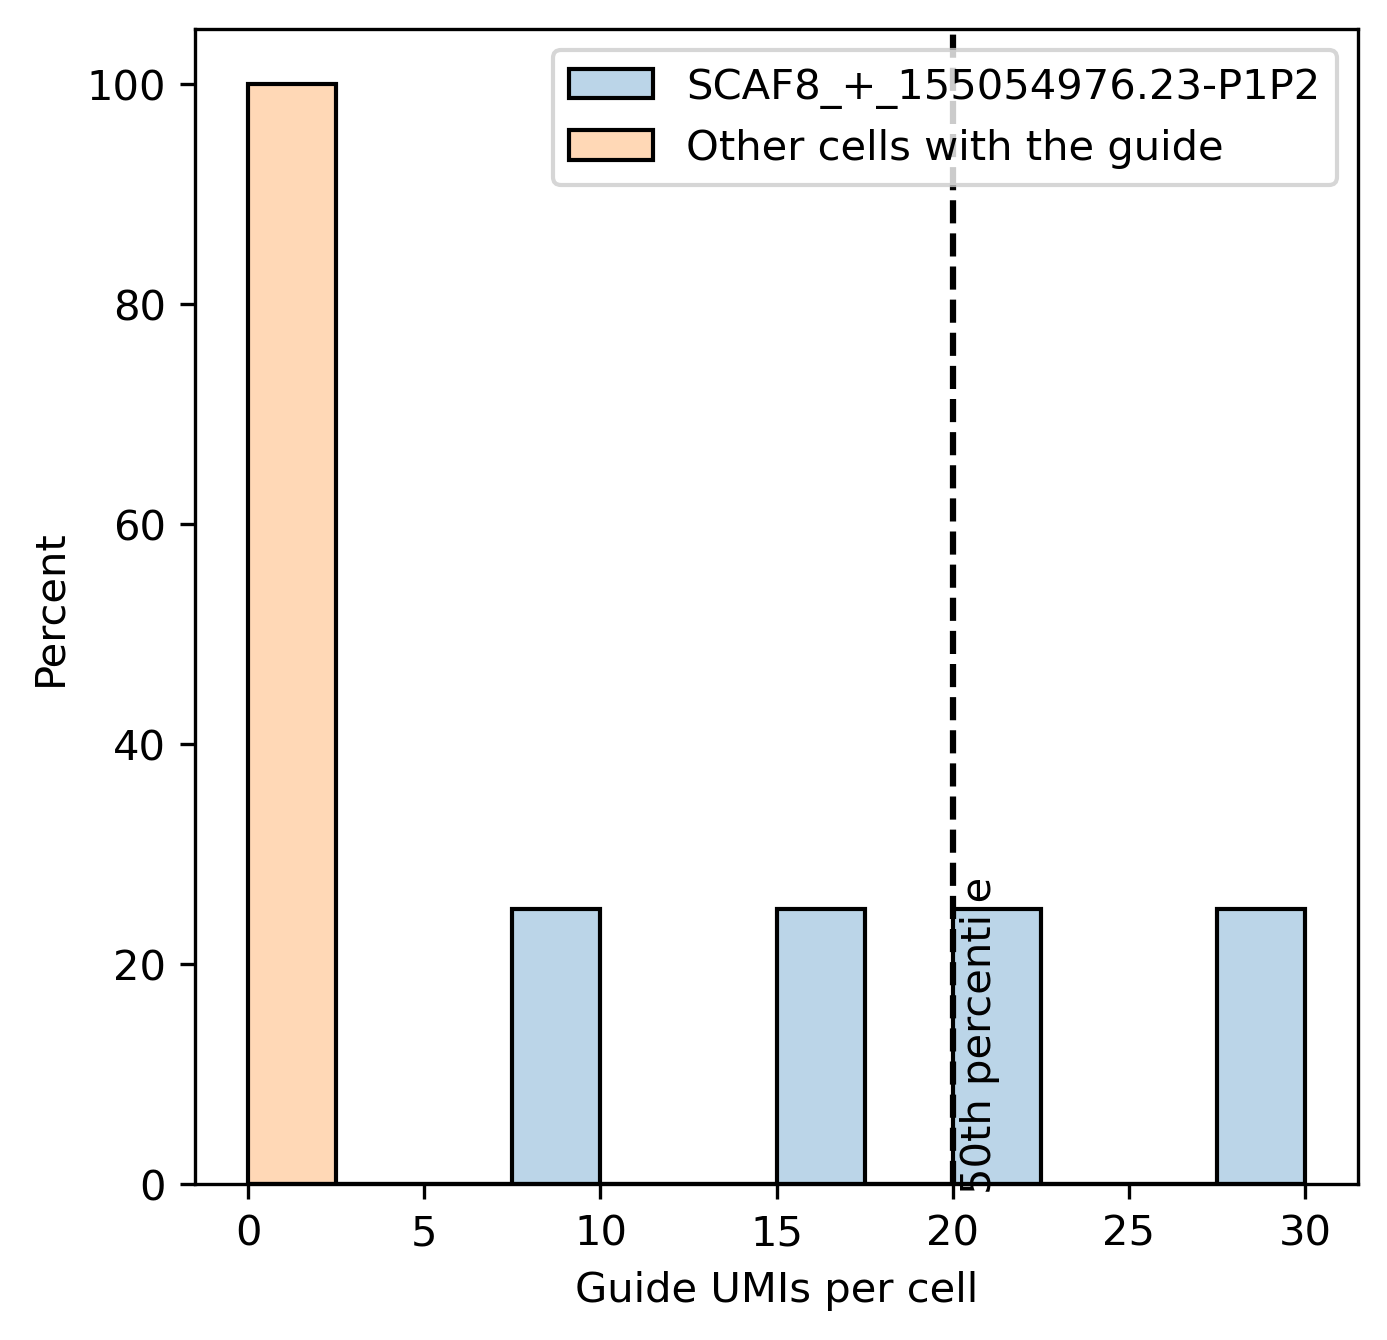 SCAF8_+_155054976.23-P1P2
Other cells with the guide
100
80
60
40
20
0
Percent
50th percentile
0 5 10 15 20 25 30
Guide UMIs per cell